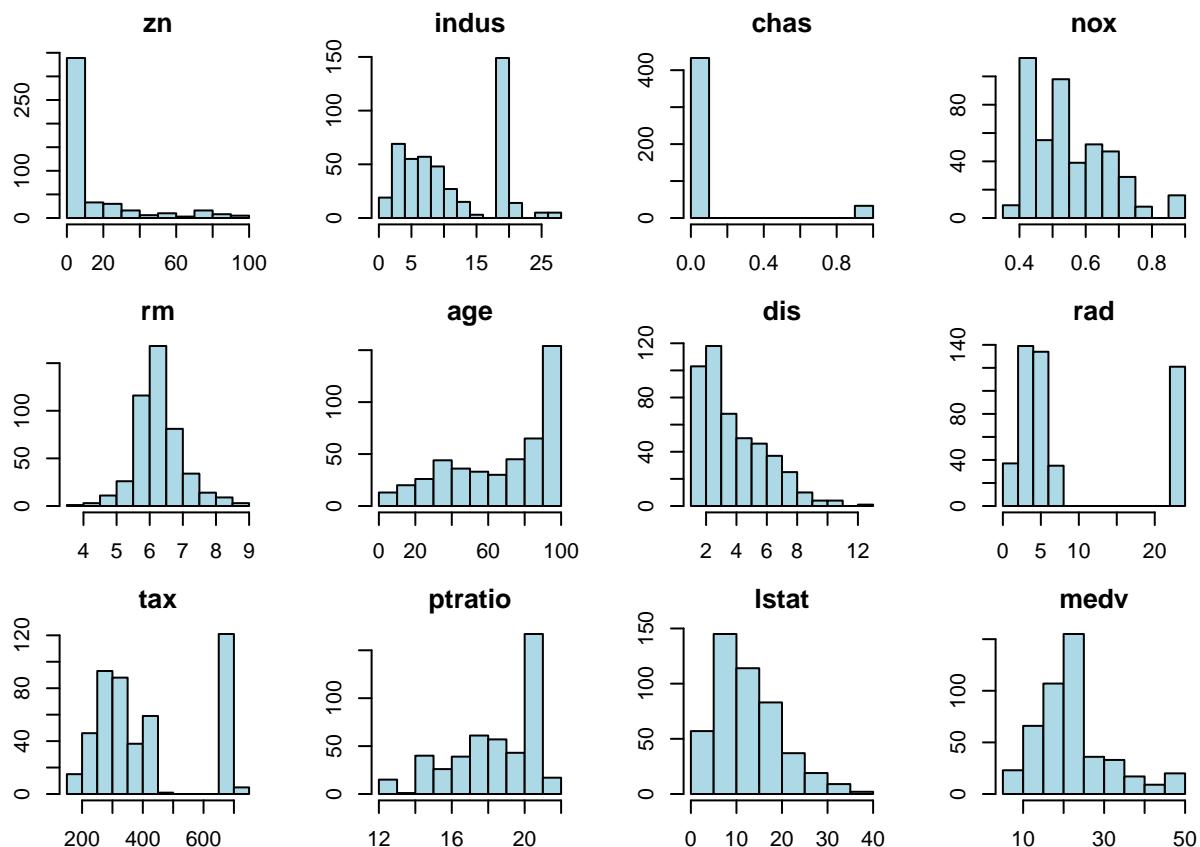 zn indus chas nox
0 100 250
0 20 60 100
0 50 100 150
0 5 15 25
0 200 400
0.0 0.4 0.8
0 40 80
0.4 0.6 0.8
rm age dis rad
0 50 100
4 5 6 7 8 9
0 50 100 150
0 20 60 100
0 40 80 120
2 4 6 8 12
0 40 80 140
0 5 10 20
tax ptratio lstat medv
0 40 80 120
200 400 600
0 50 100 150
12 16 20
0 50 100 150
0 10 20 30 40
0 50 100
10 30 50